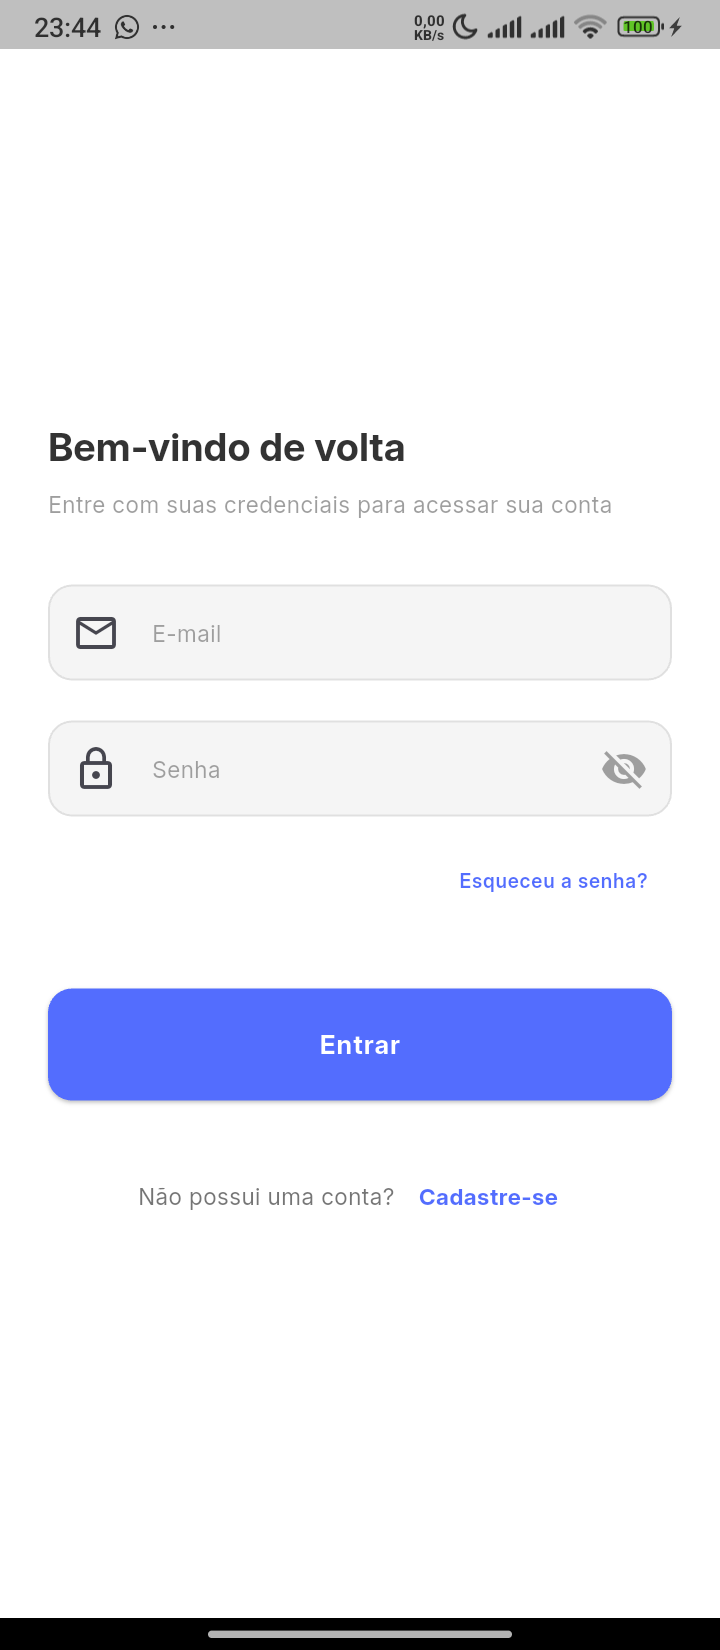 23:44 ...
0,00
KB/s
100
Bem-vindo de volta
Entre com suas credenciais para acessar sua conta
E-mail
Senha
Esqueceu a senha?
Entrar
Não possui uma conta? Cadastre-se